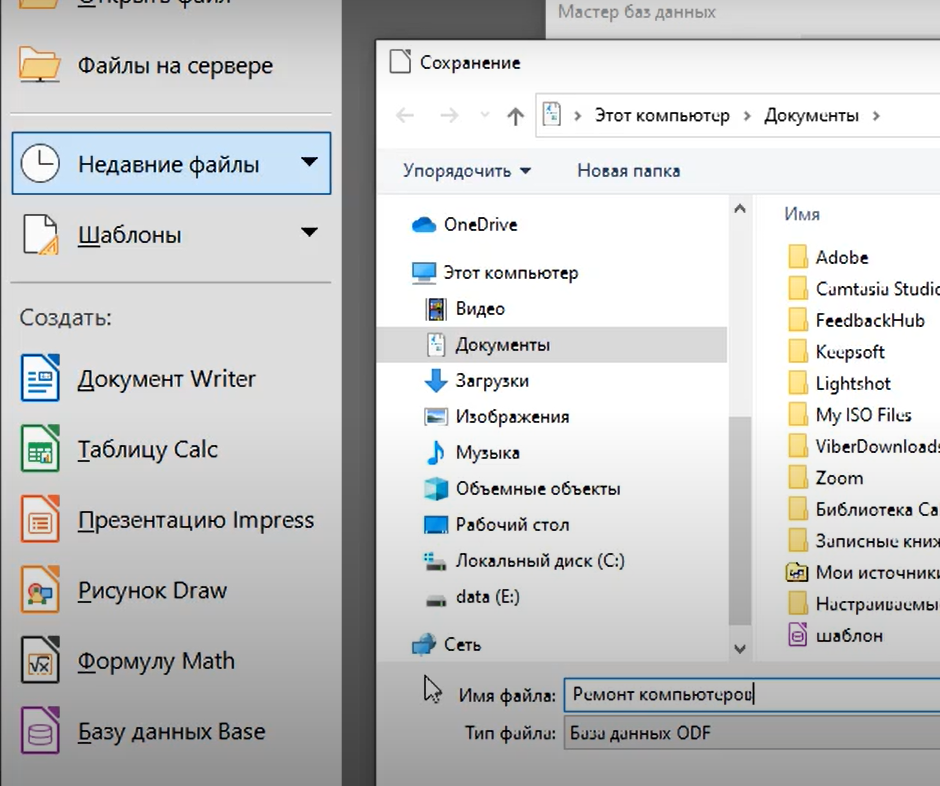 Открыть файл
Файлы на сервере
Недавние файлы
Шаблоны
Создать:
Документ Writer
Таблицу Calc
Презентацию Impress
Рисунок Draw
Формулу Math
Базу данных Base
Мастер баз данных
Сохранение
Этот компьютер > Документы >
Упорядочить
Новая папка
OneDrive
Этот компьютер
Видео
Документы
Загрузки
Изображения
Музыка
Объемные объекты
Рабочий стол
Локальный диск (C:)
data (E:)
Сеть
Имя
Adobe
Camtasia Studio
FeedbackHub
Keepsoft
Lightshot
My ISO Files
ViberDownloads
Zoom
Библиотека Ca
Записные книж
Мои источники
Настраиваемы
шаблон
Имя файла: Ремонт компьютеров
Тип файла: База данных ODF